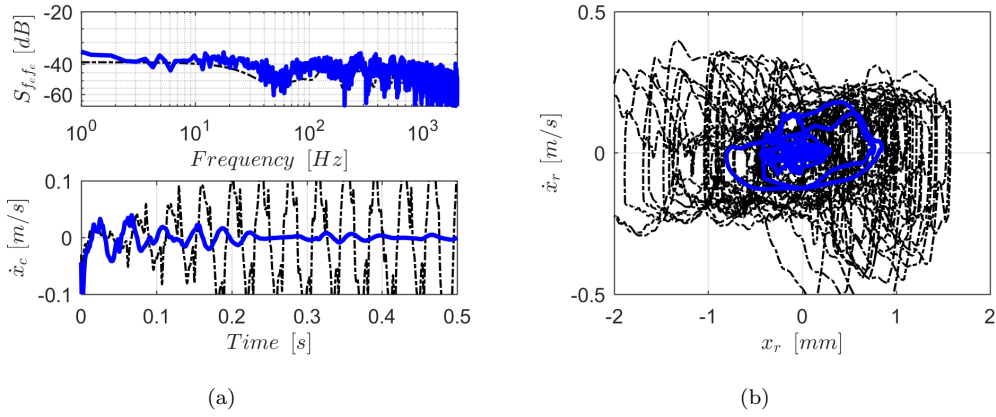 S_{f_e f_e} [dB]
-20
-40
-60
10^0 10^1 10^2 10^3
Frequency [Hz]
ẋ_c [m/s]
0.1
0
-0.1
0 0.1 0.2 0.3 0.4 0.5
Time [s]
(a)
ẋ_r [m/s]
0.5
0
-0.5
-2 -1 0 1 2
x_r [mm]
(b)